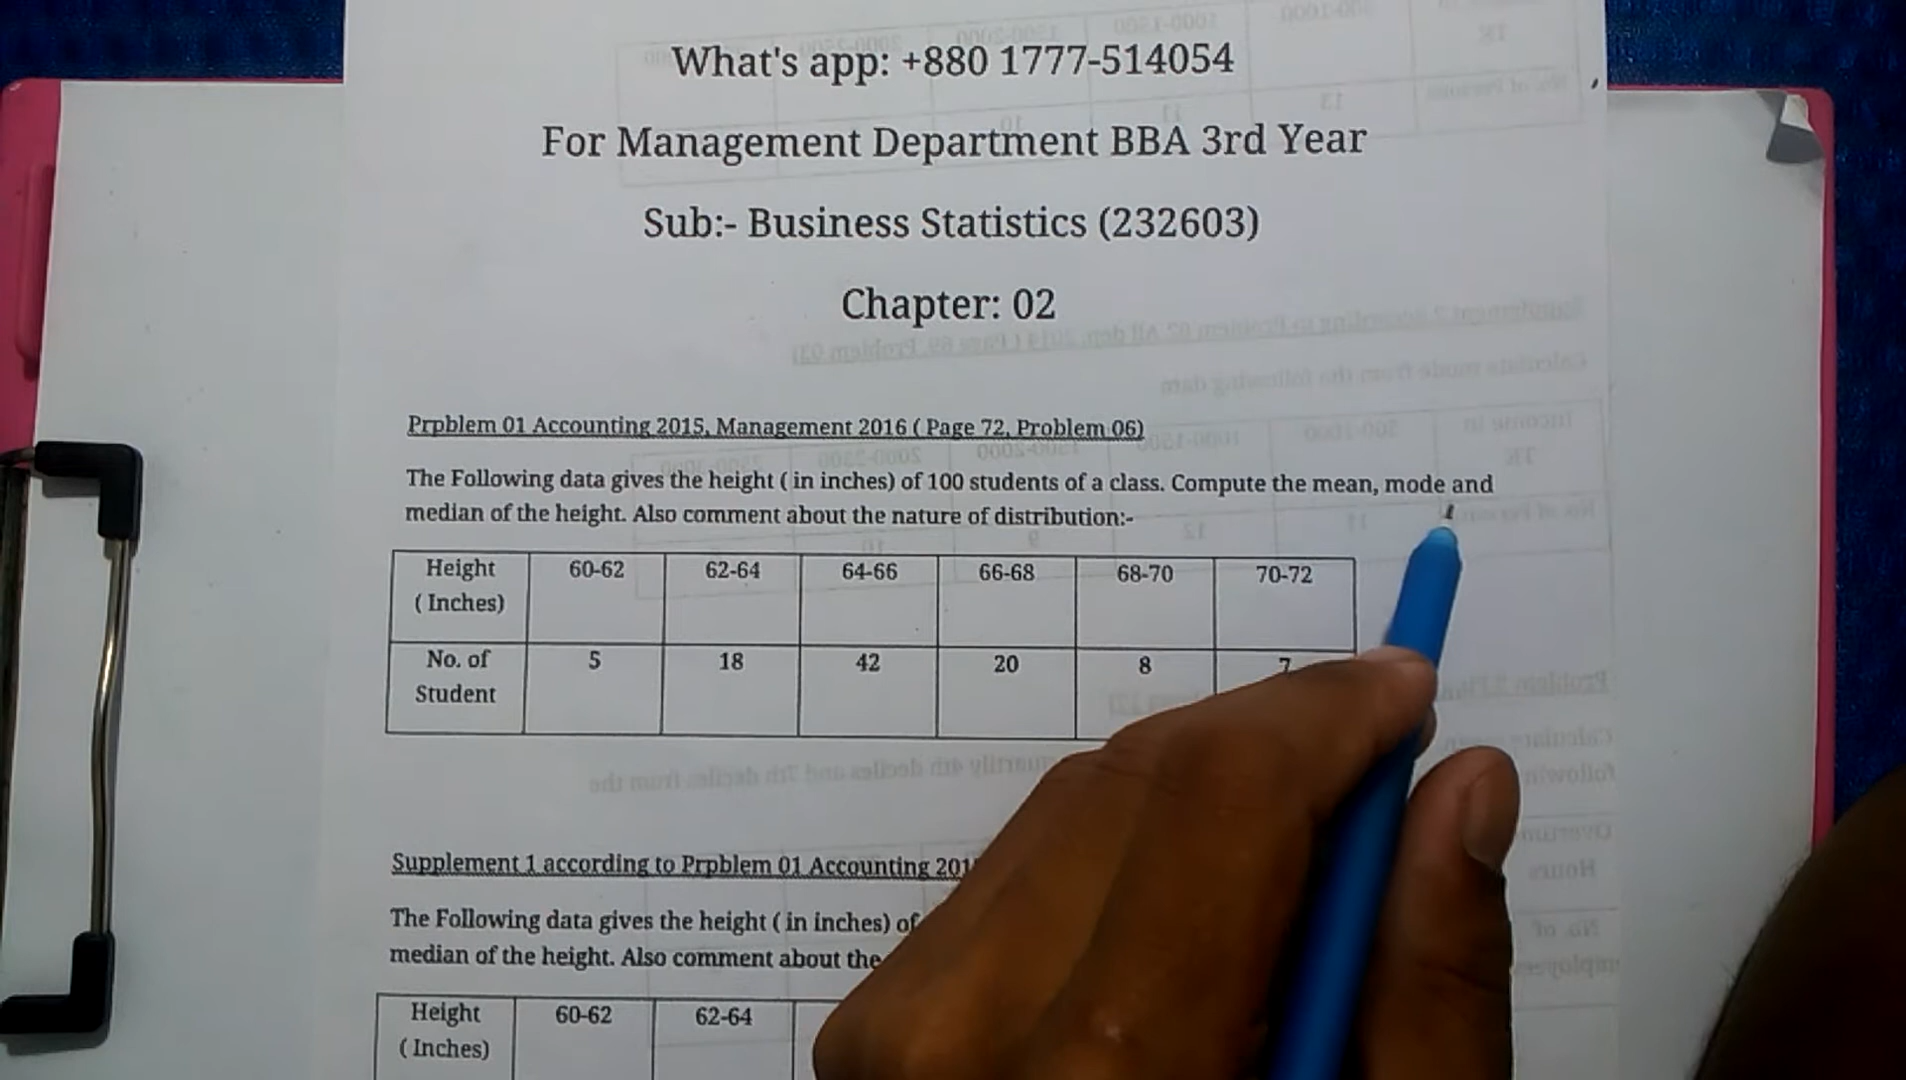 What's app: +880 1777-514054
For Management Department BBA 3rd Year
Sub:- Business Statistics (232603)
Chapter: 02
Prpblem 01 Accounting 2015, Management 2016 ( Page 72, Problem 06)
The Following data gives the height ( in inches) of 100 students of a class. Compute the mean, mode and
median of the height. Also comment about the nature of distribution:-
Height ( Inches) 60-62 62-64 64-66 66-68 68-70 70-72
No. of Student 5 18 42 20 8 7
Supplement 1 according to Prpblem 01 Accounting 201
The Following data gives the height ( in inches) of
median of the height. Also comment about the
Height ( Inches) 60-62 62-64